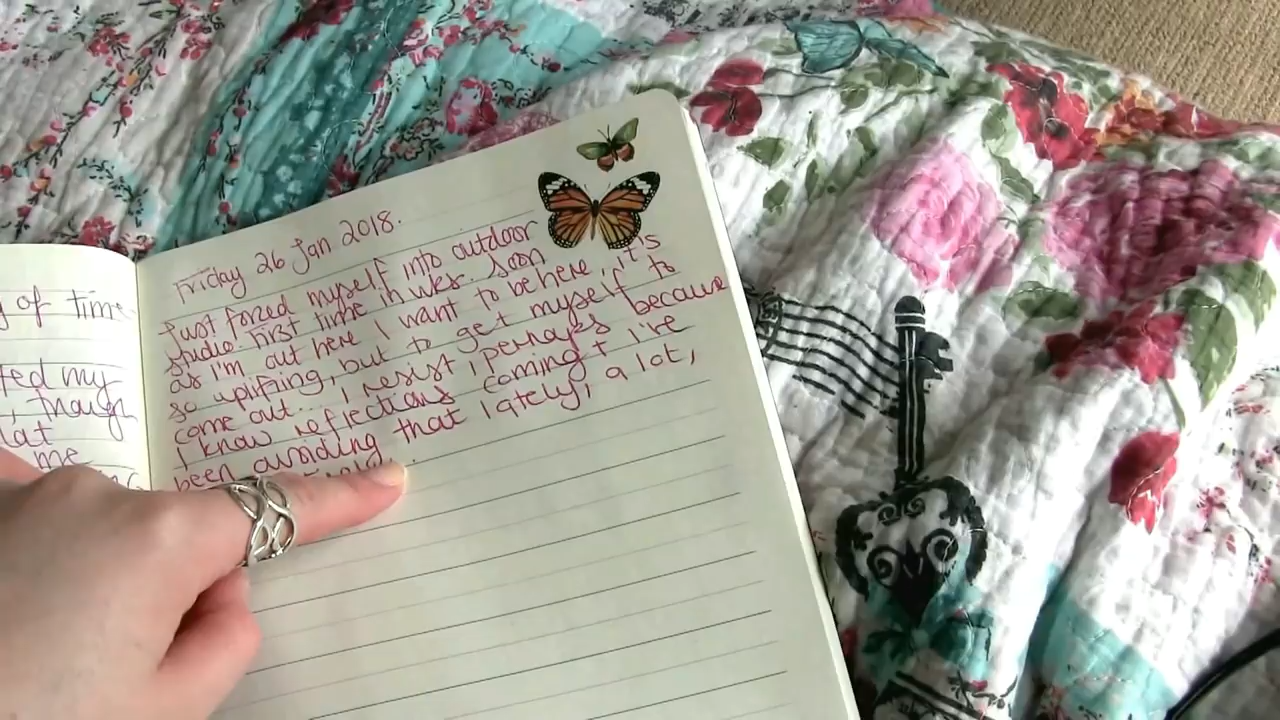 g of time
ted my
, though
lat
me
Friday 26 Jan 2018.
Just forced myself into outdoor
studio. First time in wks. Soon
as I'm out here I want to be here, it's
so uplifting, but to get myself to
come out... I resist, perhaps because
I know reflections coming + I've
been avoiding that lately, a lot,